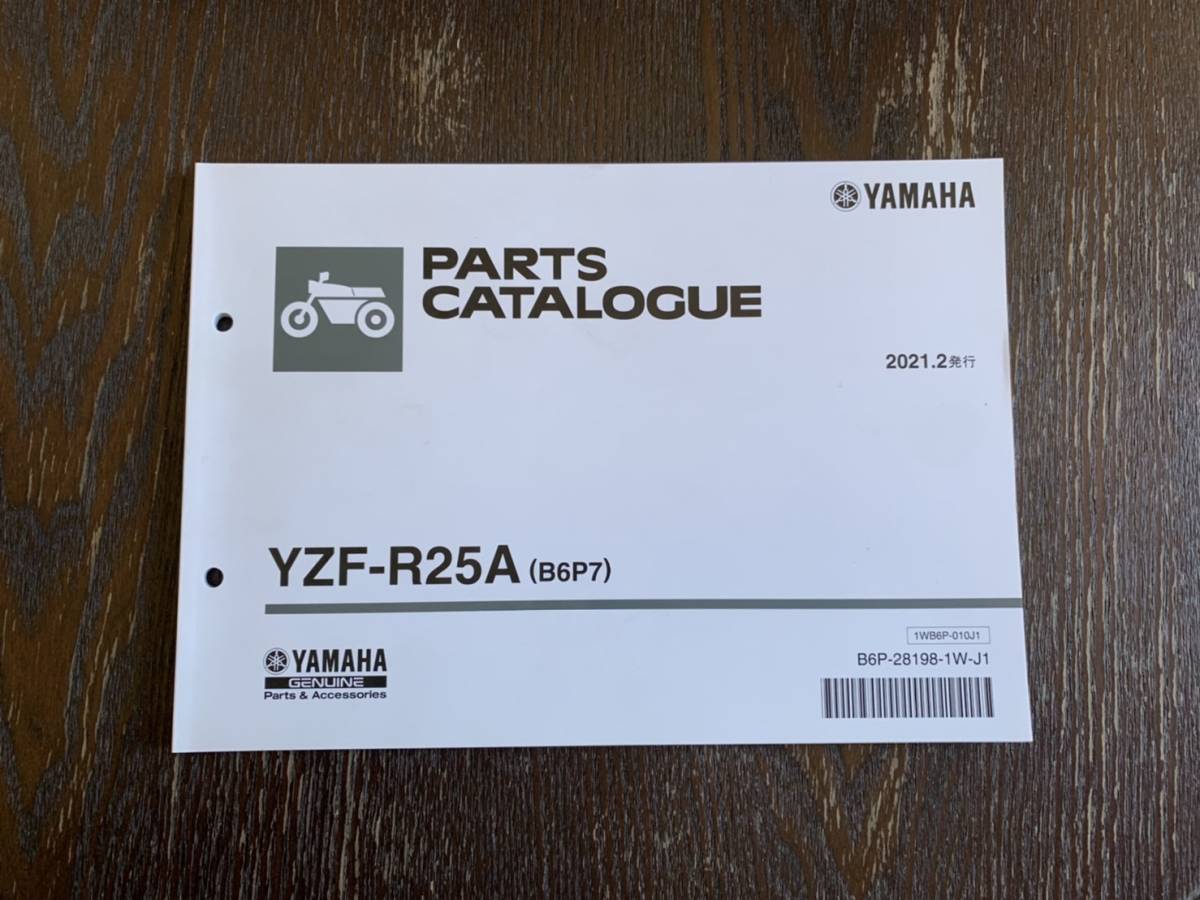 YAMAHA
PARTS
CATALOGUE
2021.2発行
YZF-R25A (B6P7)
1WB6P-010J1
B6P-28198-1W-J1
YAMAHA
GENUINE
Parts & Accessories